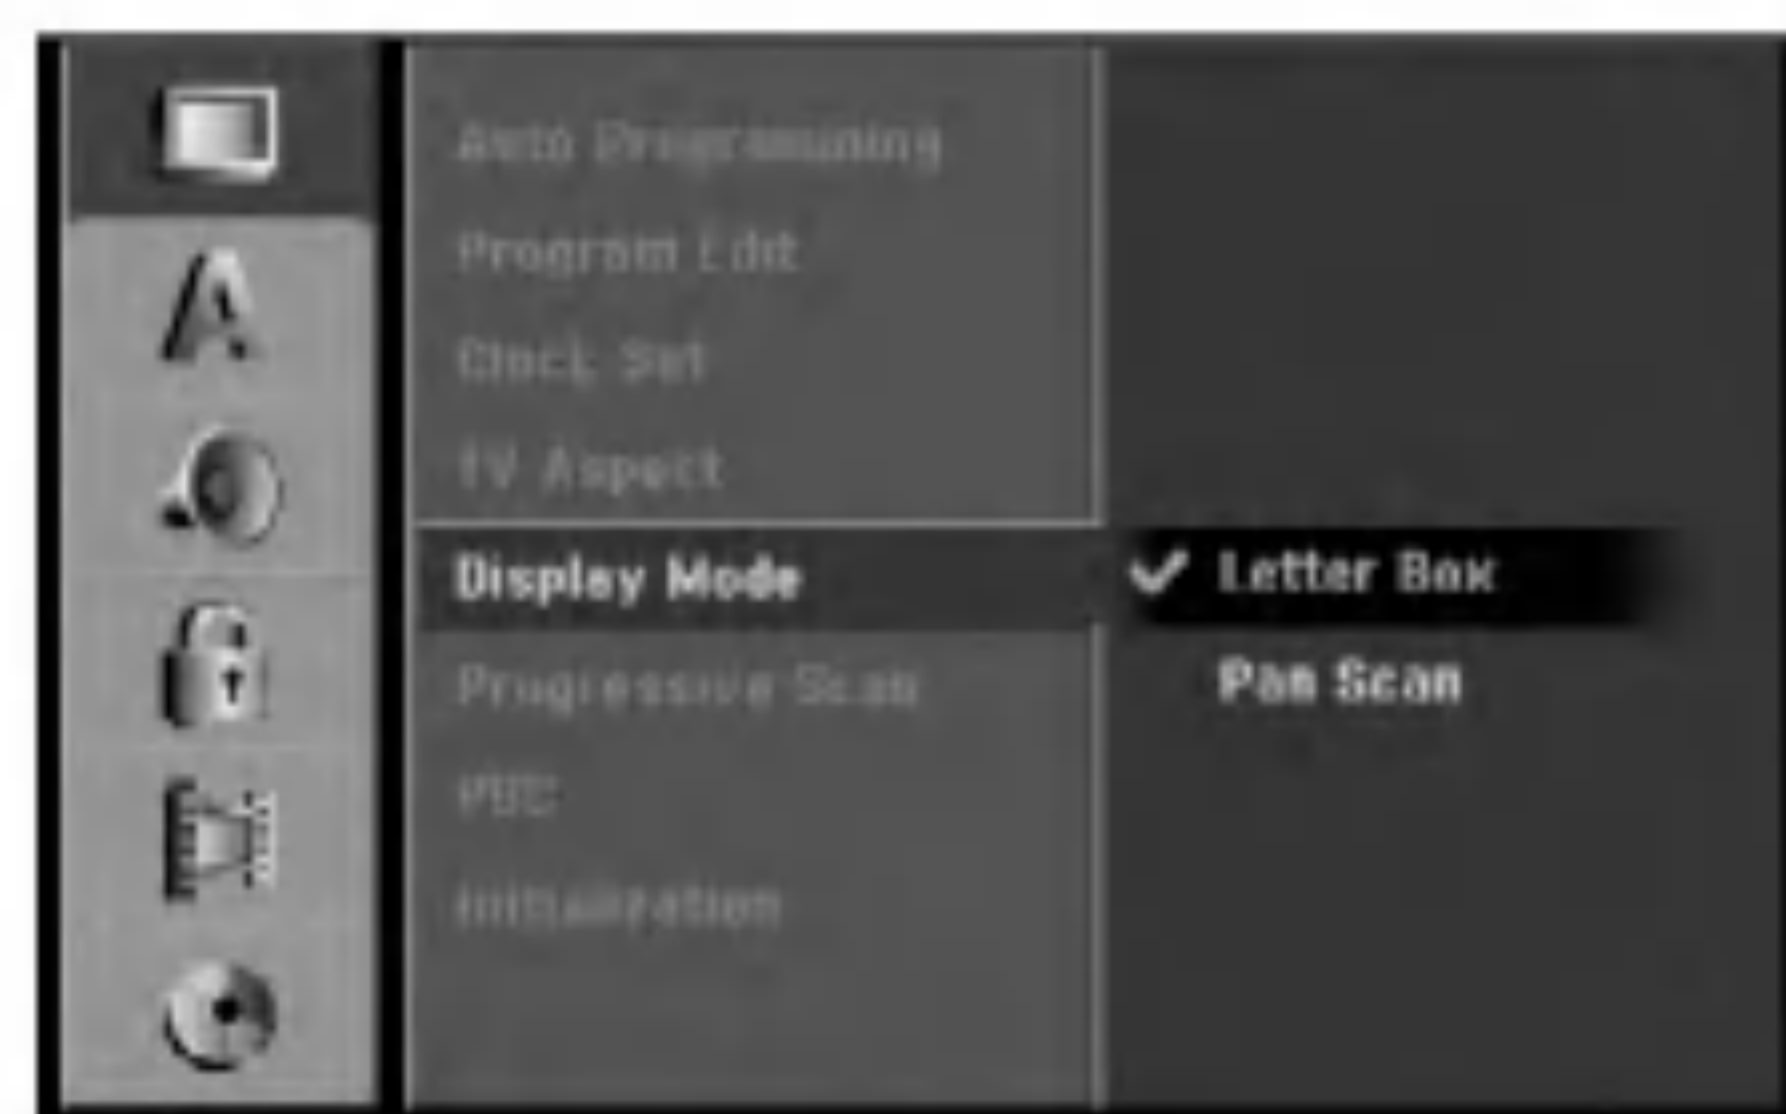 Auto Programming
Program Edit
Clock Set
TV Aspect
Display Mode
Letter Box
Pan Scan
Progressive Scan
PBC
Initialization